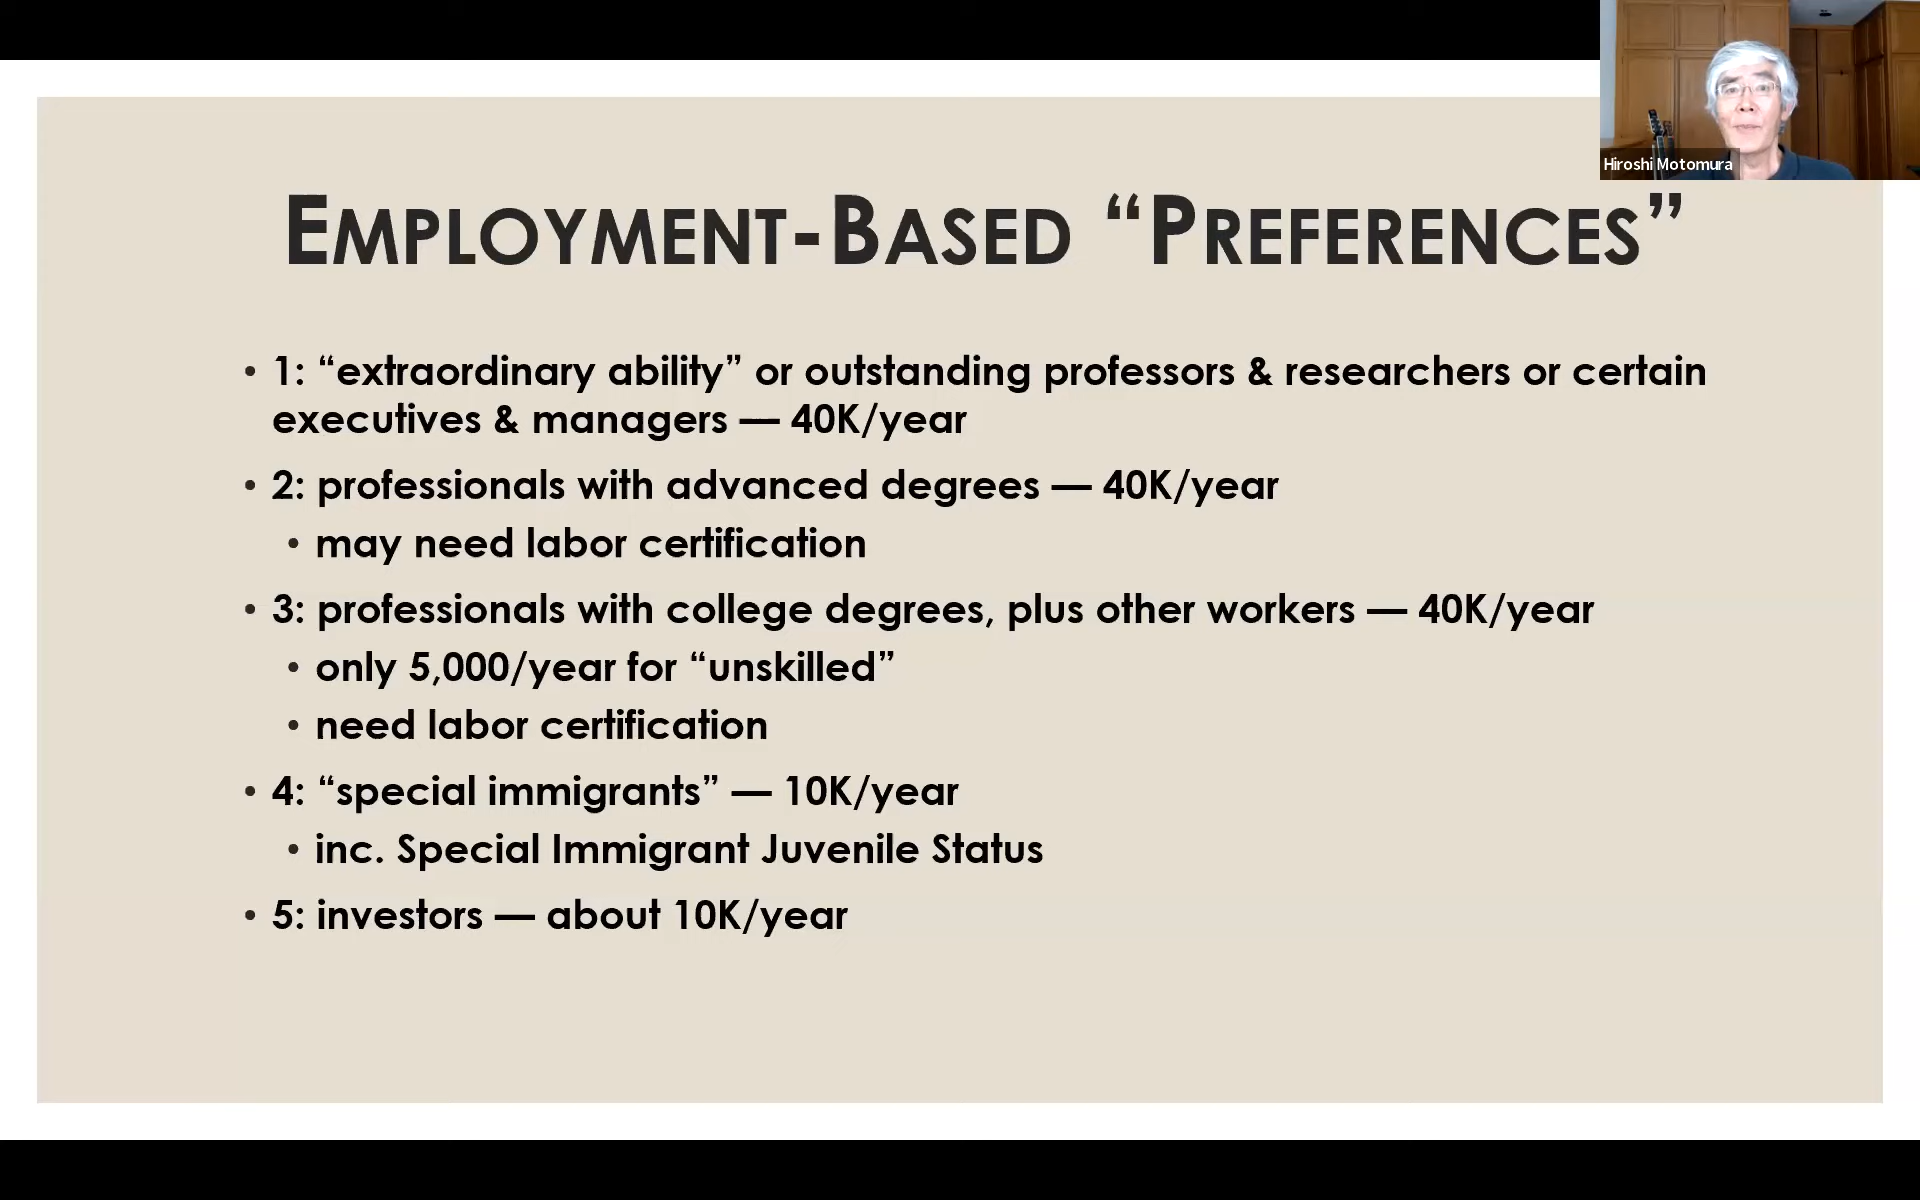 Hiroshi Motomura
EMPLOYMENT-BASED “PREFERENCES”
• 1: “extraordinary ability” or outstanding professors & researchers or certain
executives & managers — 40K/year
• 2: professionals with advanced degrees — 40K/year
• may need labor certification
• 3: professionals with college degrees, plus other workers — 40K/year
• only 5,000/year for “unskilled”
• need labor certification
• 4: “special immigrants” — 10K/year
• inc. Special Immigrant Juvenile Status
• 5: investors — about 10K/year